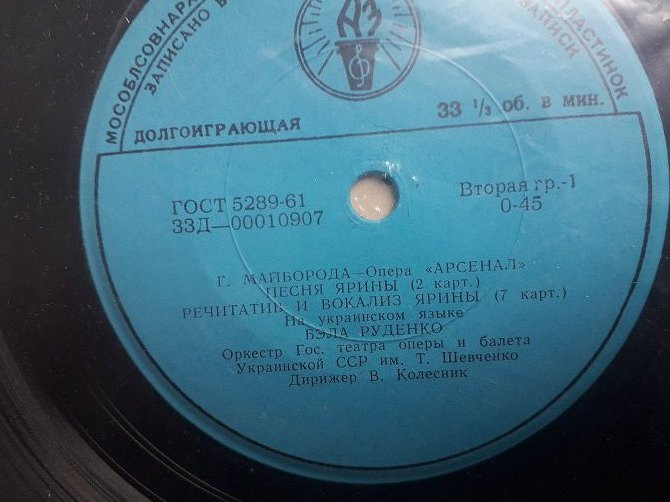 МОСОБЛСОВНАРХ
ЗАПИСАНО В
АЗ
ПЛАСТИНОК
ЗАПИСИ
ДОЛГОИГРАЮЩАЯ
33 1/3 об. в мин.
ГОСТ 5289-61
33Д—00010907
Вторая гр.-1
0-45
Г. МАЙБОРОДА—Опера «АРСЕНАЛ»
ПЕСНЯ ЯРИНЫ (2 карт.)
РЕЧИТАТИВ И ВОКАЛИЗ ЯРИНЫ (7 карт.)
На украинском языке
БЭЛА РУДЕНКО
Оркестр Гос. театра оперы и балета
Украинской ССР им. Т. Шевченко
Дирижер В. Колесник